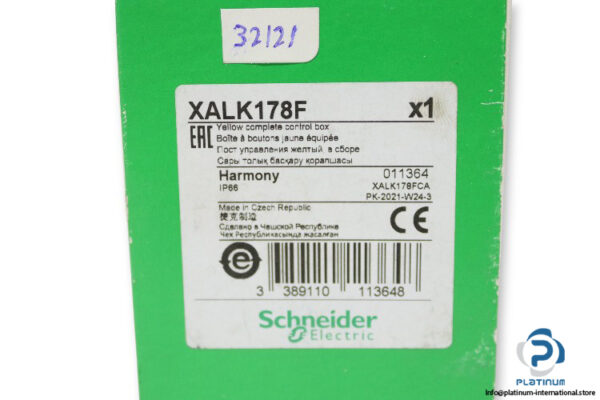 32121
XALK178F x1
EAC
Yellow complete control box
Boîte à boutons jaune équipée
Пост управления желтый, в сборе
Сары толық басқару қорапшасы
Harmony 011364
IP66 XALK178FCA
PK-2021-W24-3
Made in Czech Republic
捷克制造
Сделано в Чешской Республике
Чех Республикасында жасалған
CE
e
3 389110 113648
Schneider
Electric
PLATINUM
info@platinum-international.store